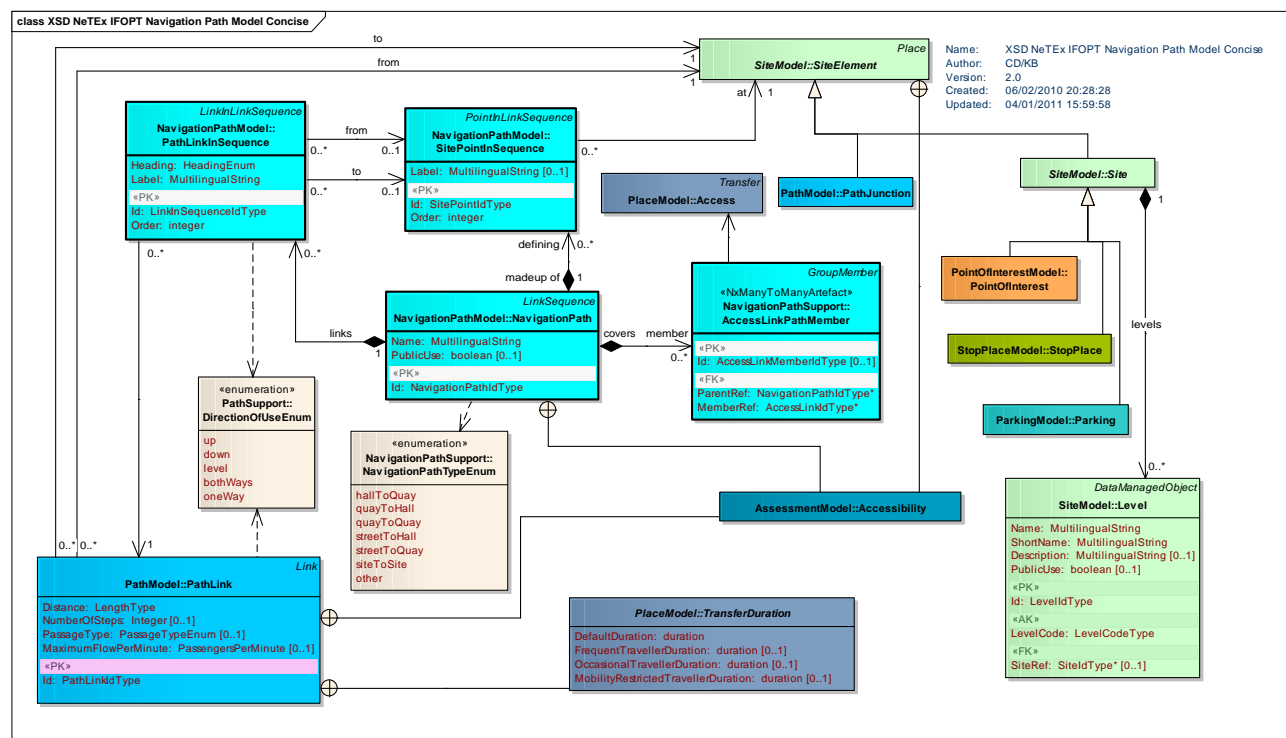 class XSD NeTEx IFOPT Navigation Path Model Concise
Name: XSD NeTEx IFOPT Navigation Path Model Concise
Author: CD/KB
Version: 2.0
Created: 06/02/2010 20:28:28
Updated: 04/01/2011 15:59:58
to
from
1
1
Place
SiteModel::SiteElement
at
1
LinkInLinkSequence
NavigationPathModel::
PathLinkInSequence
Heading: HeadingEnum
Label: MultilingualString
«PK»
Id: LinkInSequenceIdType
Order: integer
from
0..*
0..1
to
0..*
0..1
PointInLinkSequence
NavigationPathModel::
SitePointInSequence
Label: MultilingualString [0..1]
«PK»
Id: SitePointIdType
Order: integer
0..*
Transfer
PlaceModel::Access
PathModel::PathJunction
SiteModel::Site
1
0..*
0..*
defining
0..*
madeup of
1
LinkSequence
NavigationPathModel::NavigationPath
Name: MultilingualString
PublicUse: boolean [0..1]
«PK»
Id: NavigationPathIdType
links
1
covers
member
0..*
GroupMember
«NxManyToManyArtefact»
NavigationPathSupport::
AccessLinkPathMember
«PK»
Id: AccessLinkMemberIdType [0..1]
«FK»
ParentRef: NavigationPathIdType*
MemberRef: AccessLinkIdType*
PointOfInterestModel::
PointOfInterest
levels
StopPlaceModel::StopPlace
ParkingModel::Parking
«enumeration»
PathSupport::
DirectionOfUseEnum
up
down
level
bothWays
oneWay
«enumeration»
NavigationPathSupport::
NavigationPathTypeEnum
hallToQuay
quayToHall
quayToQuay
streetToHall
streetToQuay
siteToSite
other
AssessmentModel::Accessibility
0..*
DataManagedObject
SiteModel::Level
Name: MultilingualString
ShortName: MultilingualString
Description: MultilingualString [0..1]
PublicUse: boolean [0..1]
«PK»
Id: LevelIdType
«AK»
LevelCode: LevelCodeType
«FK»
SiteRef: SiteIdType* [0..1]
0..*
0..*
1
Link
PathModel::PathLink
Distance: LengthType
NumberOfSteps: Integer [0..1]
PassageType: PassageTypeEnum [0..1]
MaximumFlowPerMinute: PassengersPerMinute [0..1]
«PK»
Id: PathLinkIdType
PlaceModel::TransferDuration
DefaultDuration: duration
FrequentTravellerDuration: duration [0..1]
OccasionalTravellerDuration: duration [0..1]
MobilityRestrictedTravellerDuration: duration [0..1]